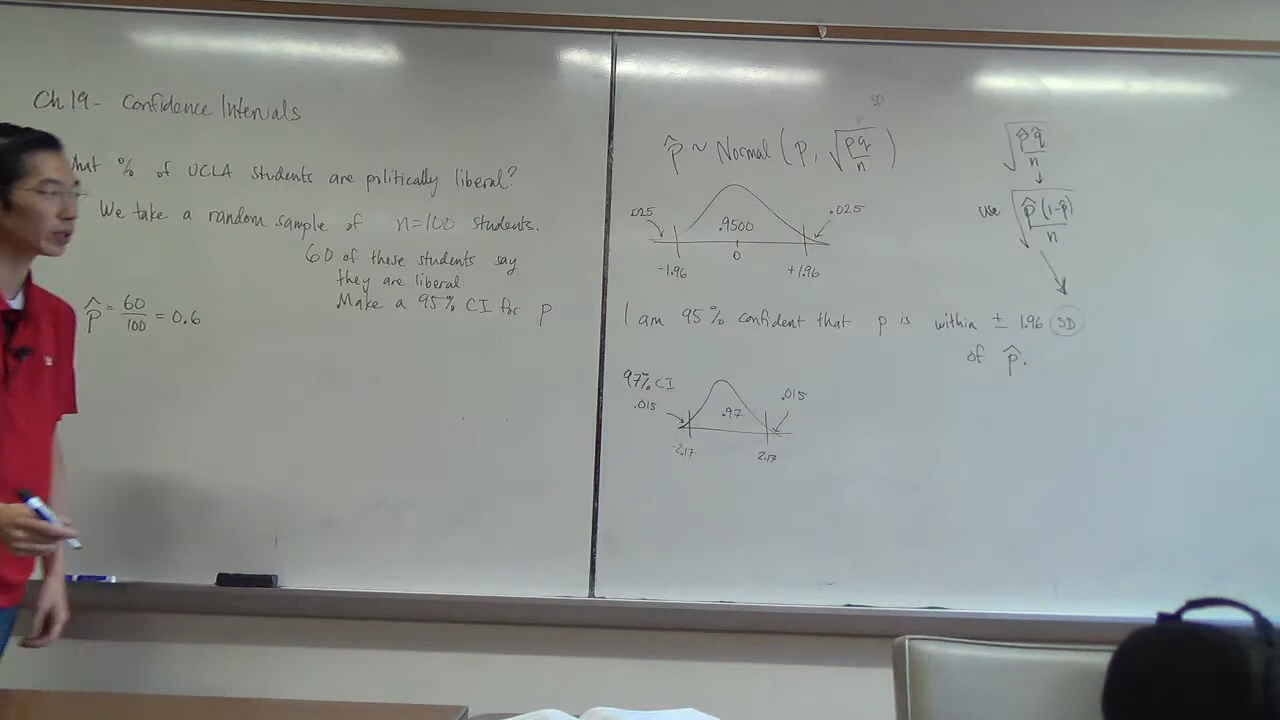 Ch 19 - Confidence Intervals
hat % of UCLA students are politically liberal?
We take a random sample of n=100 students.
60 of these students say
they are liberal
Make a 95% CI for p
p̂ = 60/100 = 0.6
SD
p̂ ~ Normal (p, √(pq/n))
.025 .9500 .025
-1.96 0 +1.96
√(p̂q̂/n)
use √(p̂(1-p̂)/n)
I am 95% confident that p is within ± 1.96 SD
of p̂.
97% CI
.015 .97 .015
-2.17 2.17